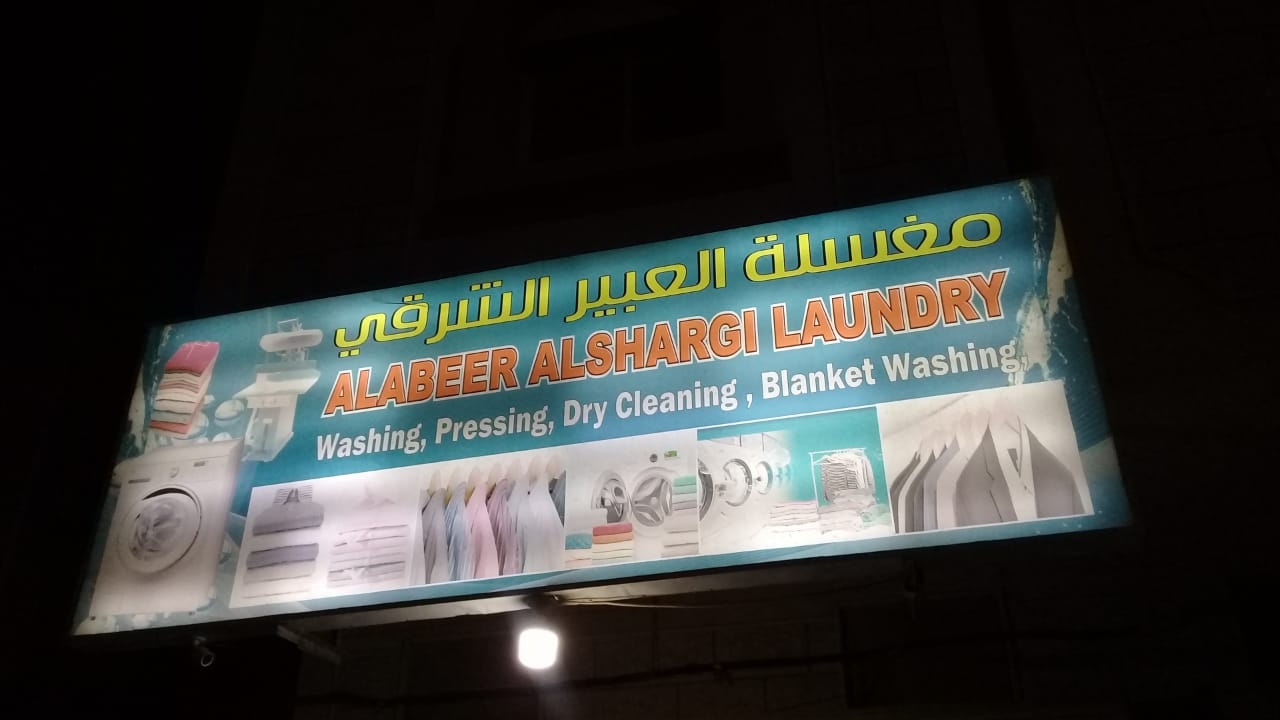 مغسلة العبير الشرقي
ALABEER ALSHARGI LAUNDRY
Washing, Pressing, Dry Cleaning , Blanket Washing,